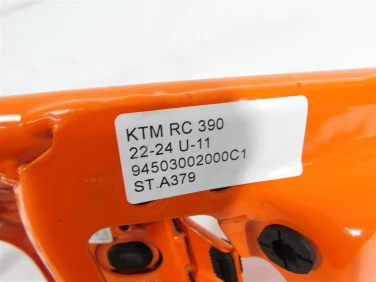 KTM RC 390
22-24 U-11
94503002000C1
ST.A379